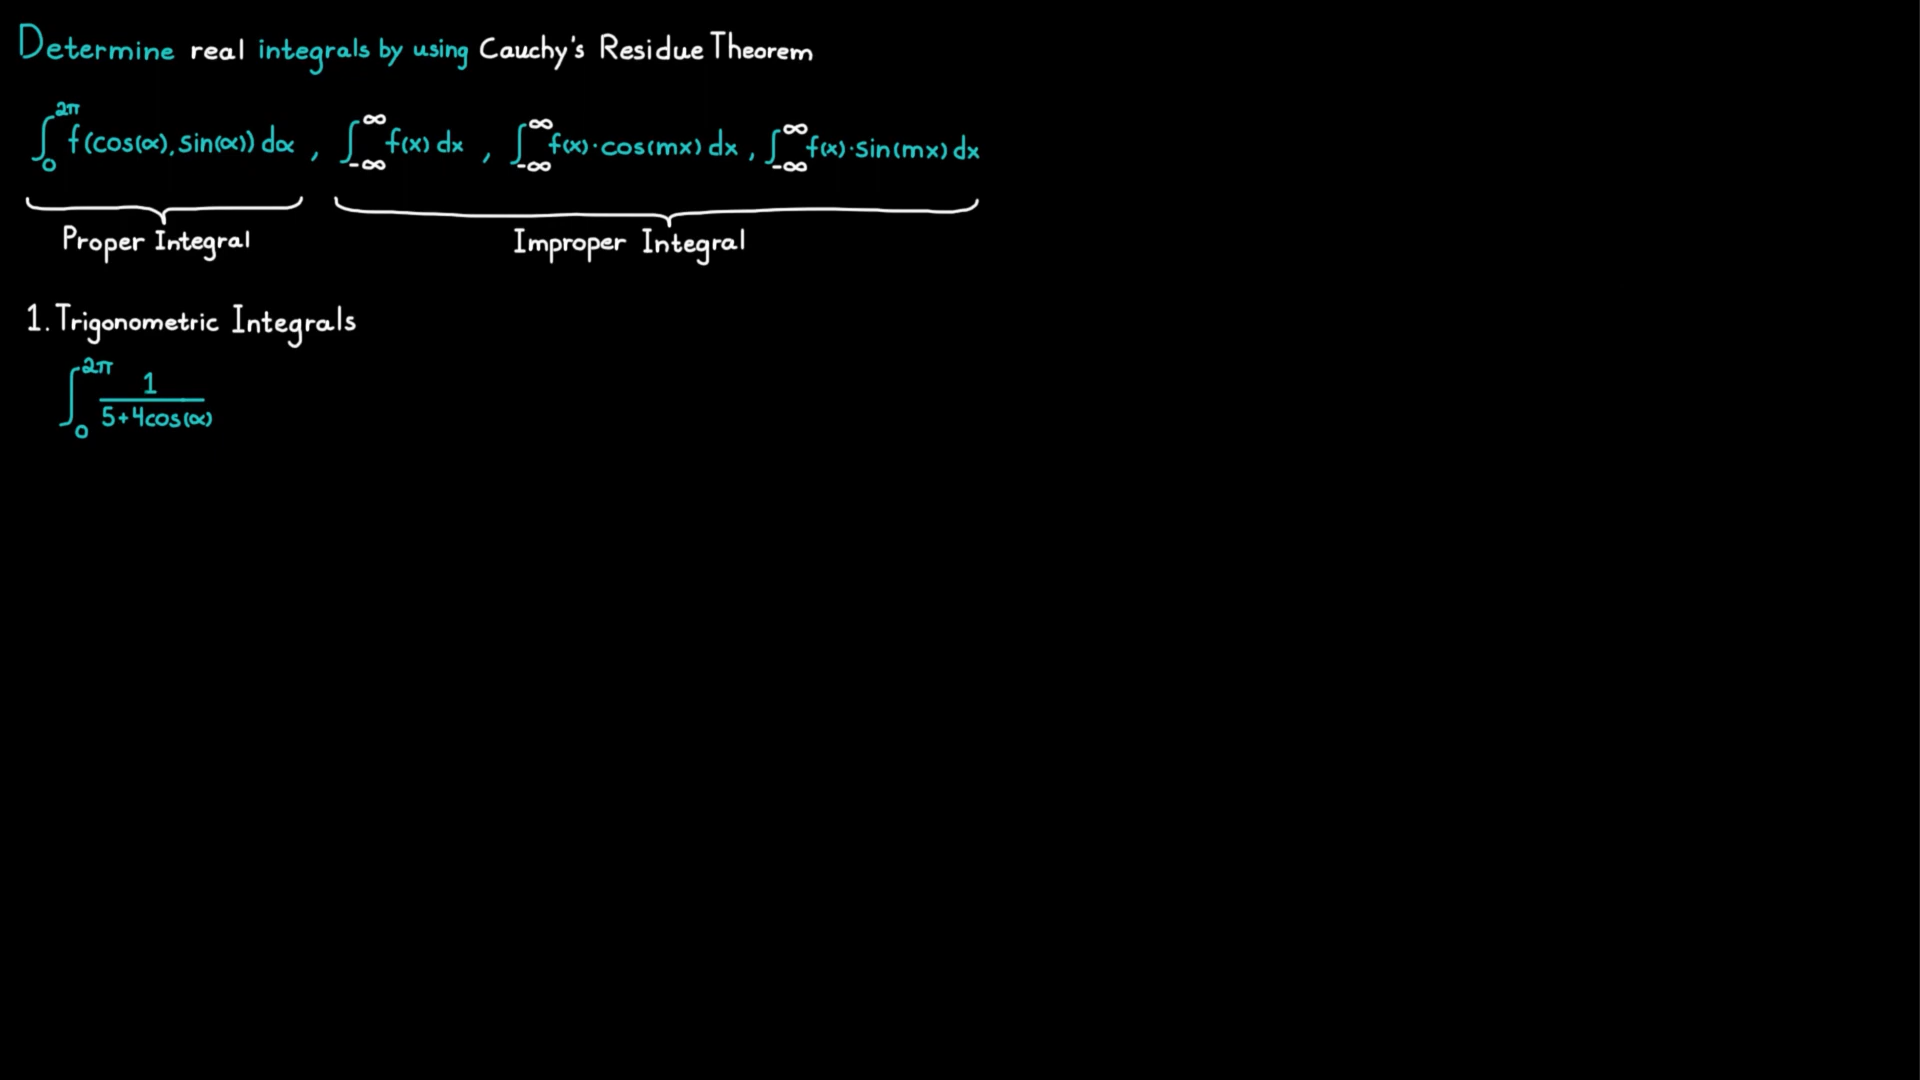 Determine real integrals by using Cauchy's Residue Theorem
∫₀^2π f(cos(α), sin(α)) dα , ∫_-∞^∞ f(x) dx , ∫_-∞^∞ f(x)·cos(mx) dx , ∫_-∞^∞ f(x)·sin(mx) dx
Proper Integral Improper Integral
1. Trigonometric Integrals
∫₀^2π 1/(5+4cos(α))